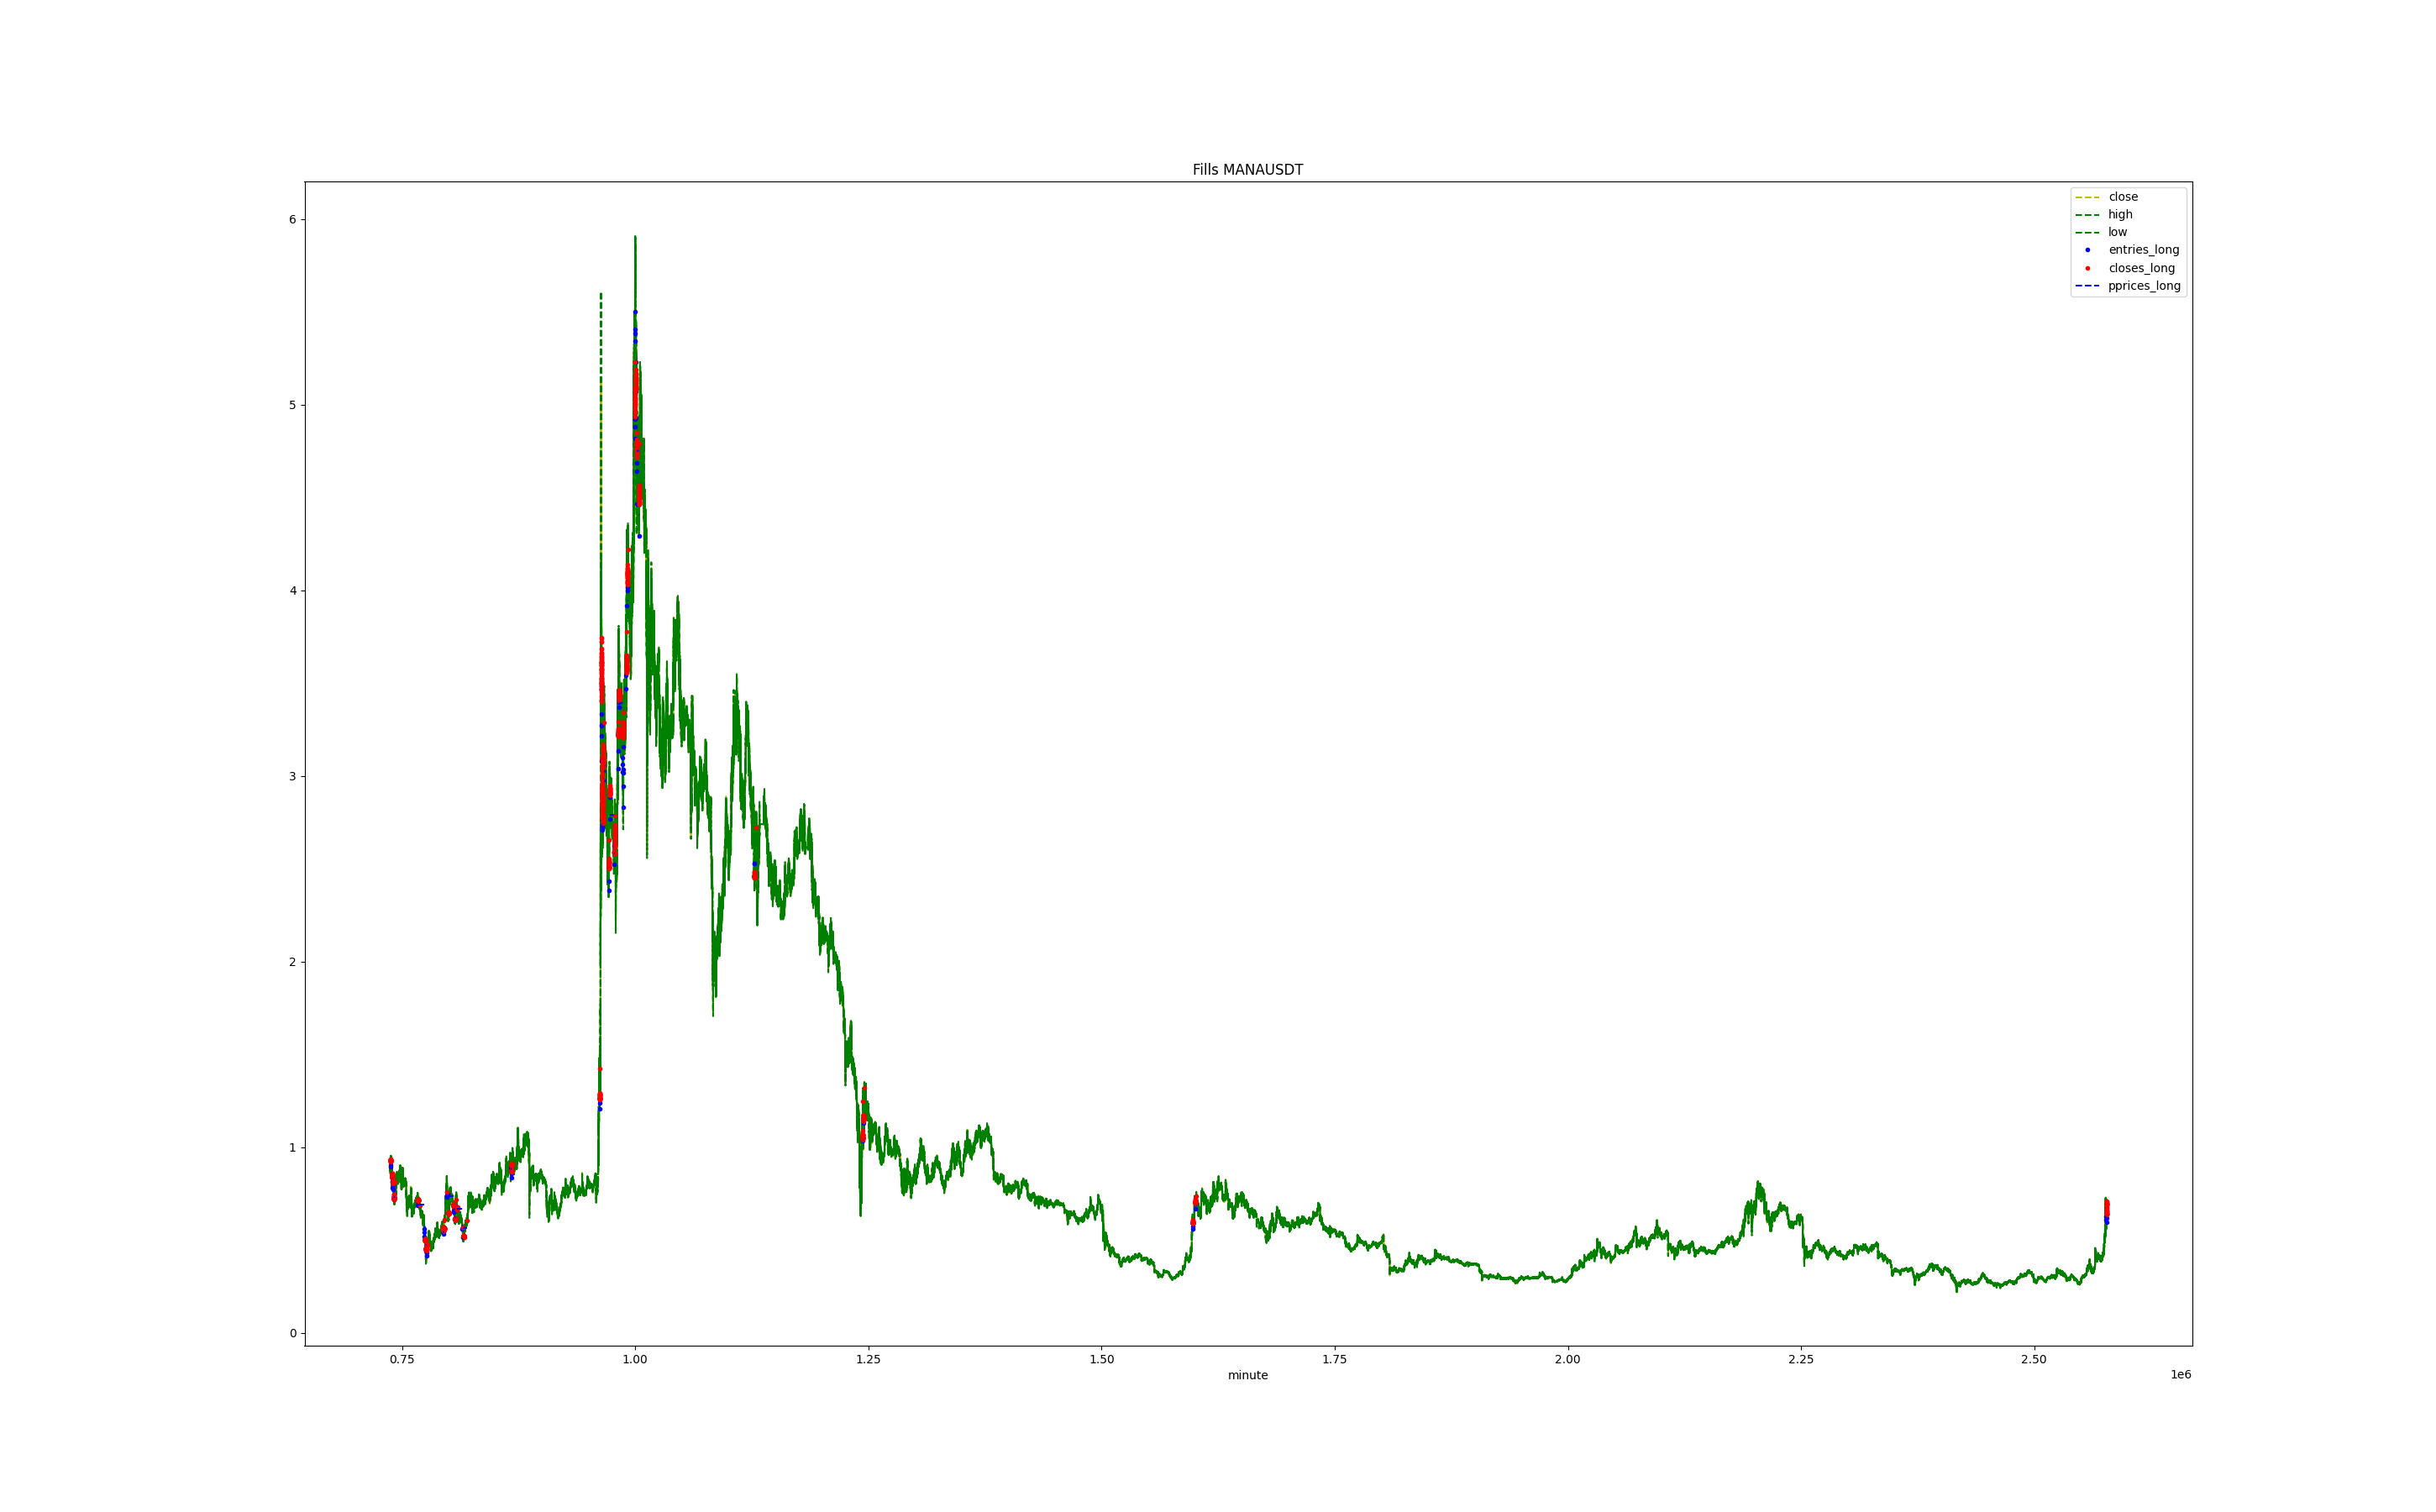 Fills MANAUSDT
close
high
low
entries_long
closes_long
pprices_long
6
5
4
3
2
1
0
0.75 1.00 1.25 1.50 1.75 2.00 2.25 2.50
minute
1e6